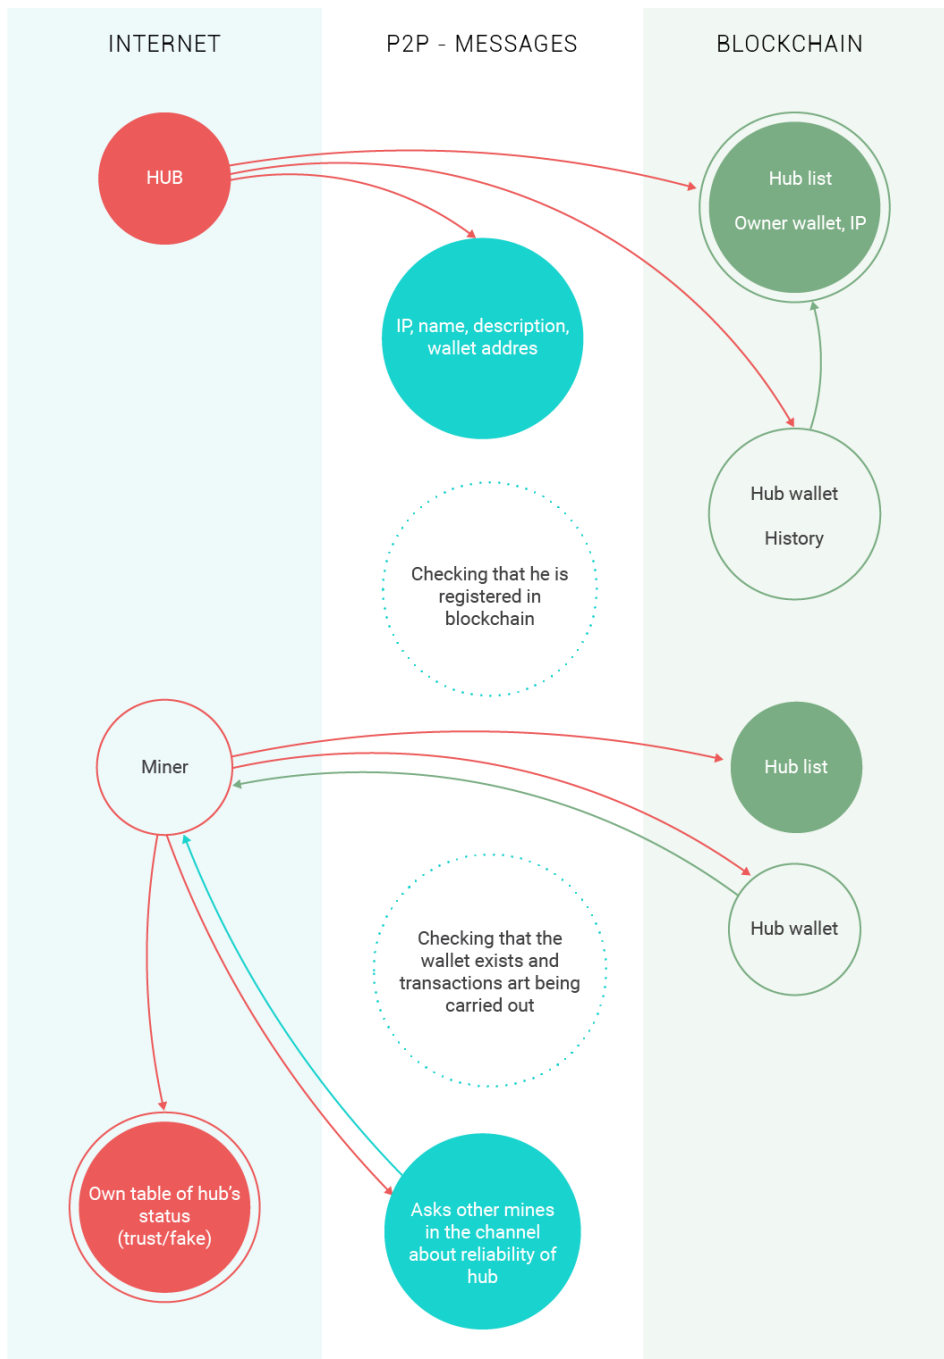 INTERNET
P2P - MESSAGES
BLOCKCHAIN
HUB
Hub list
Owner wallet, IP
IP, name, description,
wallet addres
Hub wallet
History
Checking that he is
registered in
blockchain
Miner
Hub list
Hub wallet
Checking that the
wallet exists and
transactions art being
carried out
Own table of hub's
status
(trust/fake)
Asks other mines
in the channel
about reliability of
hub